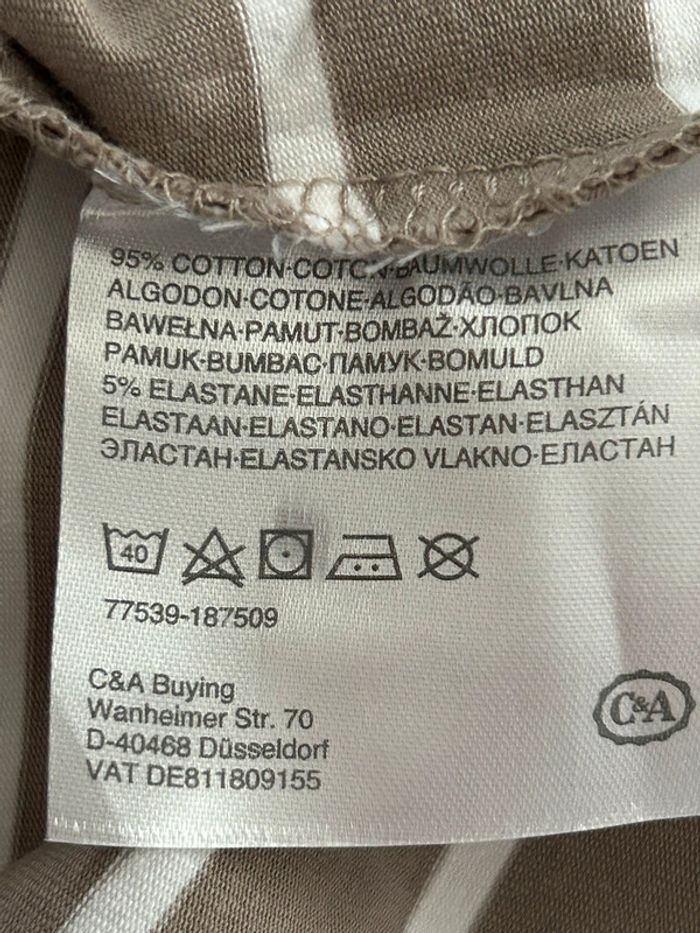 95% COTTON·COTON·BAUMWOLLE·KATOEN
ALGODON·COTONE·ALGODÃO·BAVLNA
BAWEŁNA·PAMUT·BOMBAŽ·ХЛОПОК
PAMUK·BUMBAC·ПАМУК·BOMULD
5% ELASTANE·ELASTHANNE·ELASTHAN
ELASTAAN·ELASTANO·ELASTAN·ELASZTÁN
ЭЛАСТАН·ELASTANSKO VLAKNO·ЕЛАСТАН
40
77539-187509
C&A Buying
Wanheimer Str. 70
D-40468 Düsseldorf
VAT DE811809155
C&A